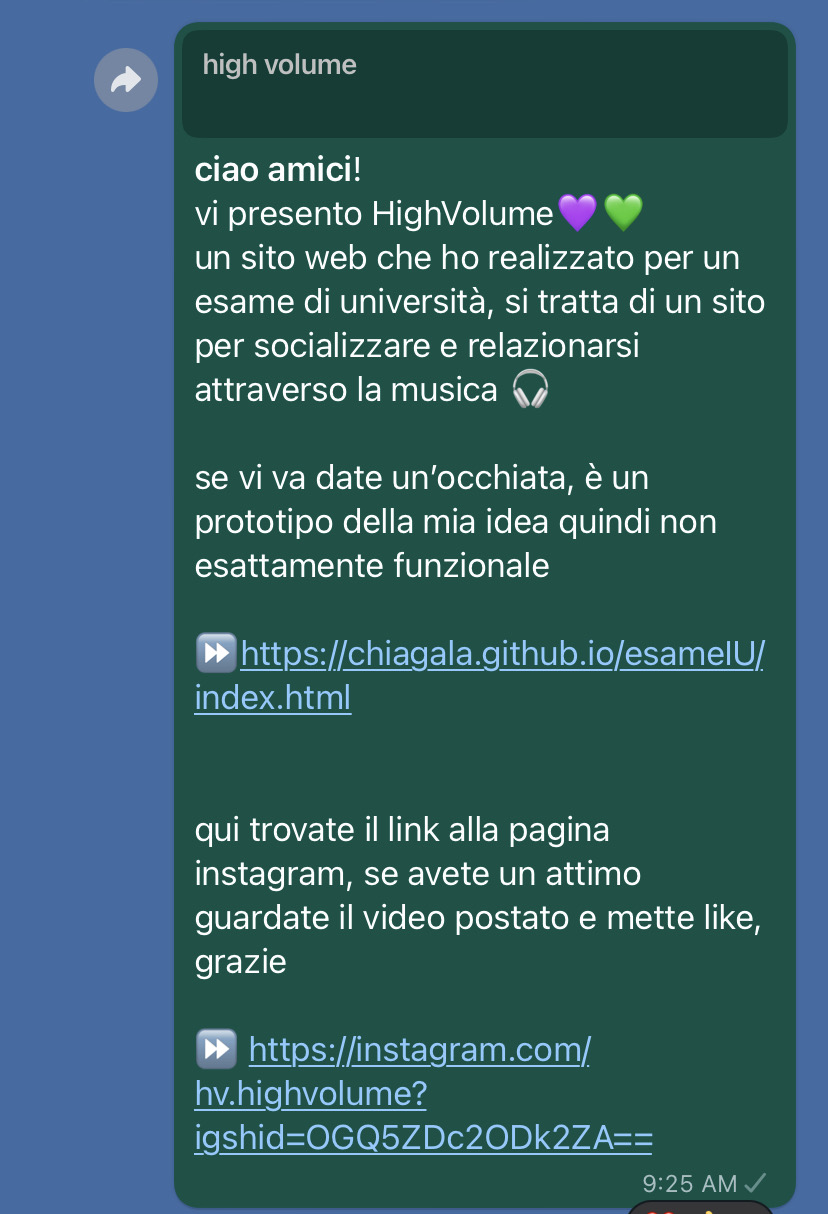 high volume
ciao amici!
vi presento HighVolume💜💚
un sito web che ho realizzato per un
esame di università, si tratta di un sito
per socializzare e relazionarsi
attraverso la musica 🎧
se vi va date un’occhiata, è un
prototipo della mia idea quindi non
esattamente funzionale
⏩https://chiagala.github.io/esameIU/
index.html
qui trovate il link alla pagina
instagram, se avete un attimo
guardate il video postato e mette like,
grazie
⏩ https://instagram.com/
hv.highvolume?
igshid=OGQ5ZDc2ODk2ZA==
9:25 AM